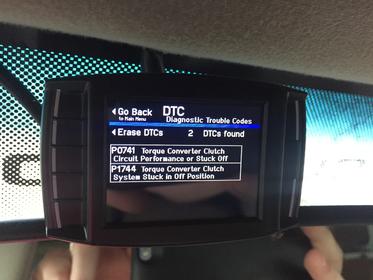 Go Back DTC
to Main Menu Diagnostic Trouble Codes
Erase DTCs 2 DTCs found
P0741 Torque Converter Clutch
Circuit Performance or Stuck Off
P1744 Torque Converter Clutch
System Stuck in Off Position